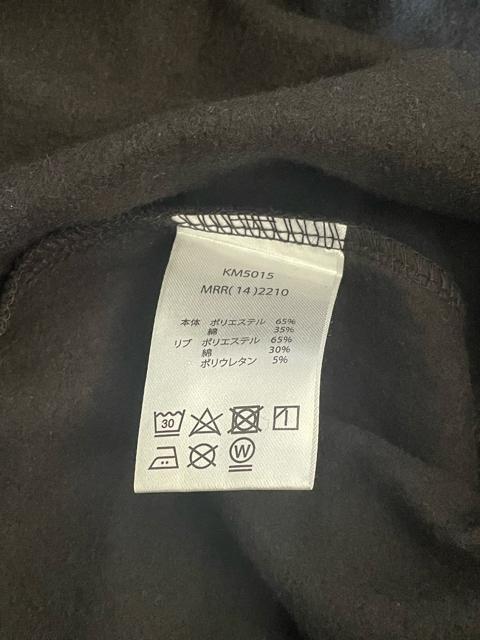 KM5015
MRR(14)2210
本体 ポリエステル 65%
綿 35%
リブ ポリエステル 65%
綿 30%
ポリウレタン 5%
30
W